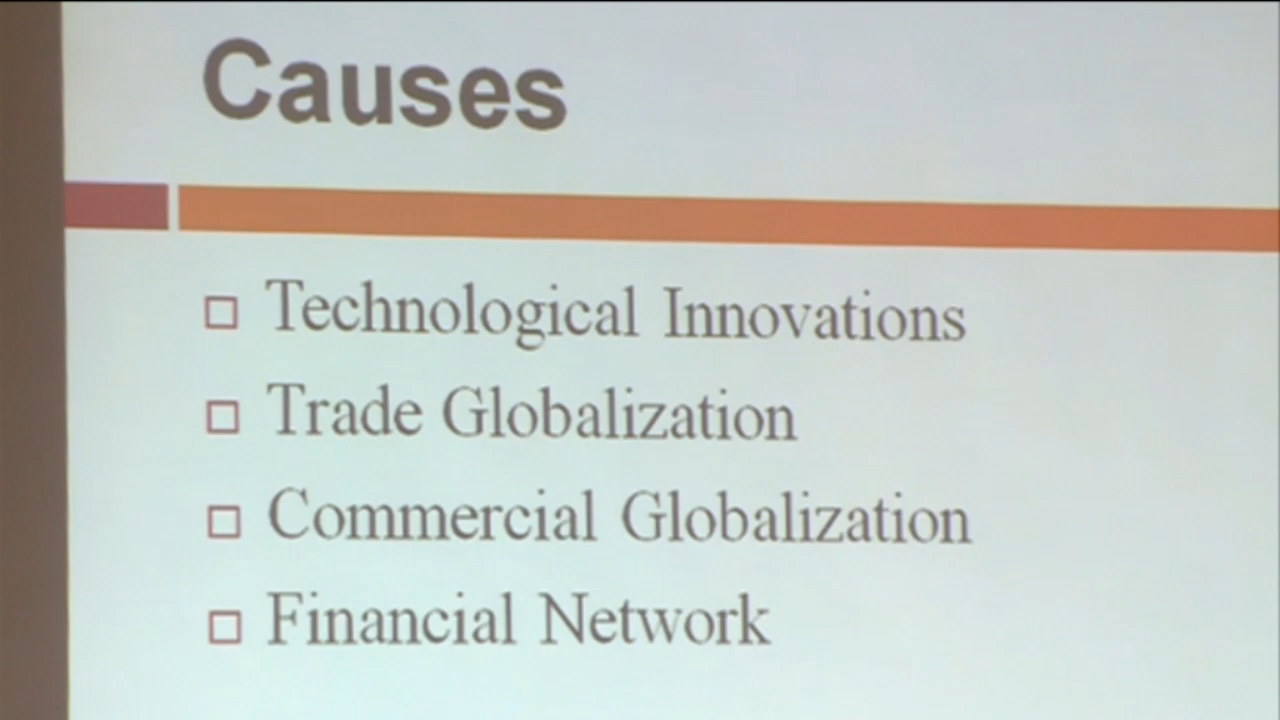 Causes
Technological Innovations
Trade Globalization
Commercial Globalization
Financial Network